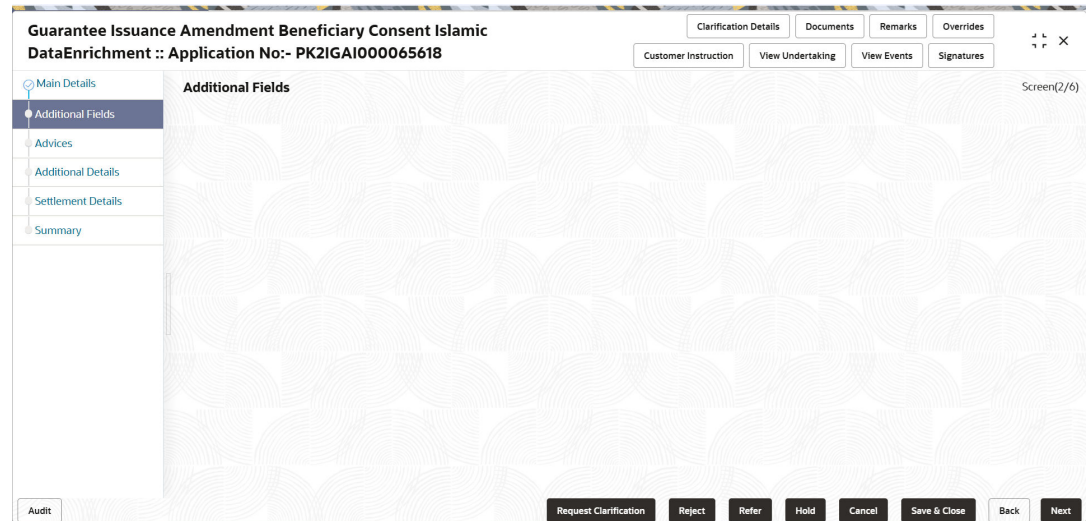 Guarantee Issuance Amendment Beneficiary Consent Islamic
DataEnrichment :: Application No:- PK2IGAI000065618
Clarification Details
Documents
Remarks
Overrides
Customer Instruction
View Undertaking
View Events
Signatures
Main Details
Additional Fields
Advices
Additional Details
Settlement Details
Summary
Additional Fields
Screen(2/6)
Audit
Request Clarification
Reject
Refer
Hold
Cancel
Save & Close
Back
Next